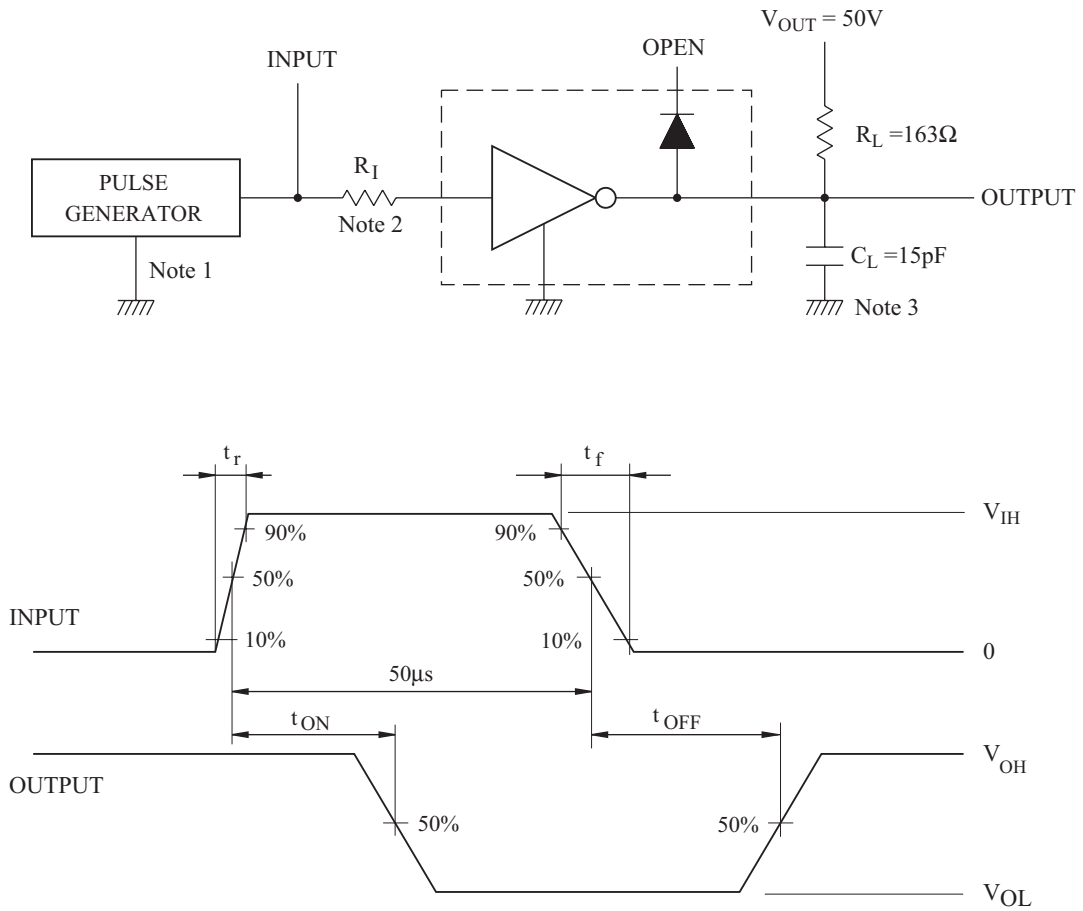 V_OUT = 50V
INPUT
OPEN
R_L =163Ω
R_I
PULSE GENERATOR
OUTPUT
Note 2
Note 1
C_L =15pF
Note 3
t_r
t_f
V_IH
90%
90%
50%
50%
INPUT
10%
10%
0
50µs
t_ON
t_OFF
V_OH
OUTPUT
50%
50%
V_OL